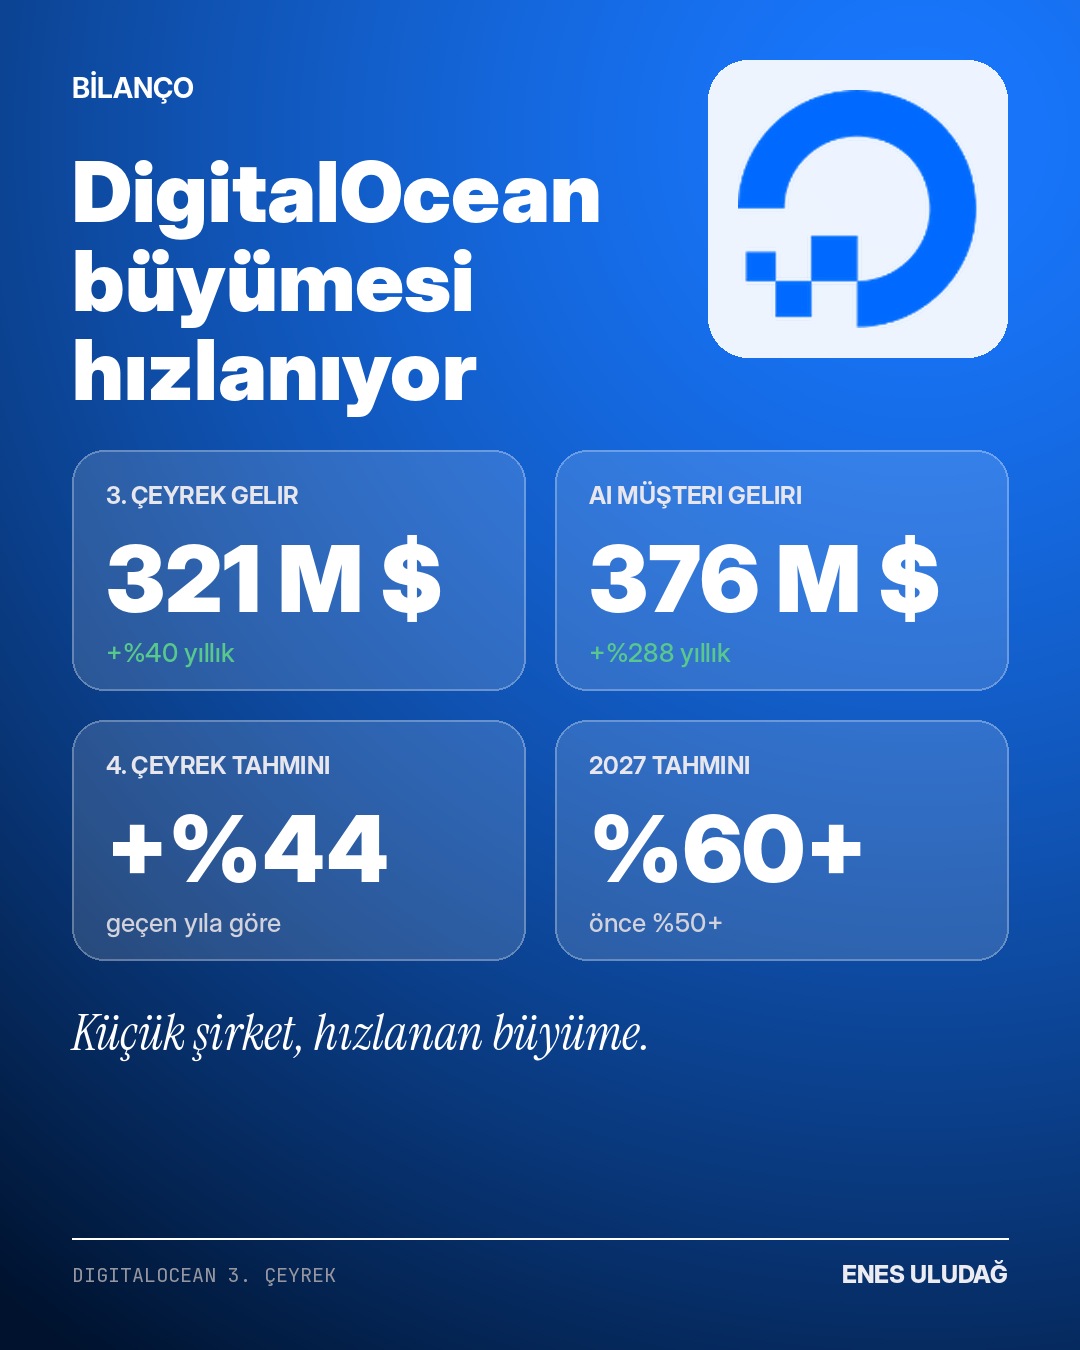 BİLANÇO
DigitalOcean
büyümesi
hızlanıyor
3. ÇEYREK GELIR
321 M $
+%40 yıllık
AI MÜŞTERI GELIRI
376 M $
+%288 yıllık
4. ÇEYREK TAHMINI
+%44
geçen yıla göre
2027 TAHMINI
%60+
önce %50+
Küçük şirket, hızlanan büyüme.
DIGITALOCEAN 3. ÇEYREK
ENES ULUDAĞ